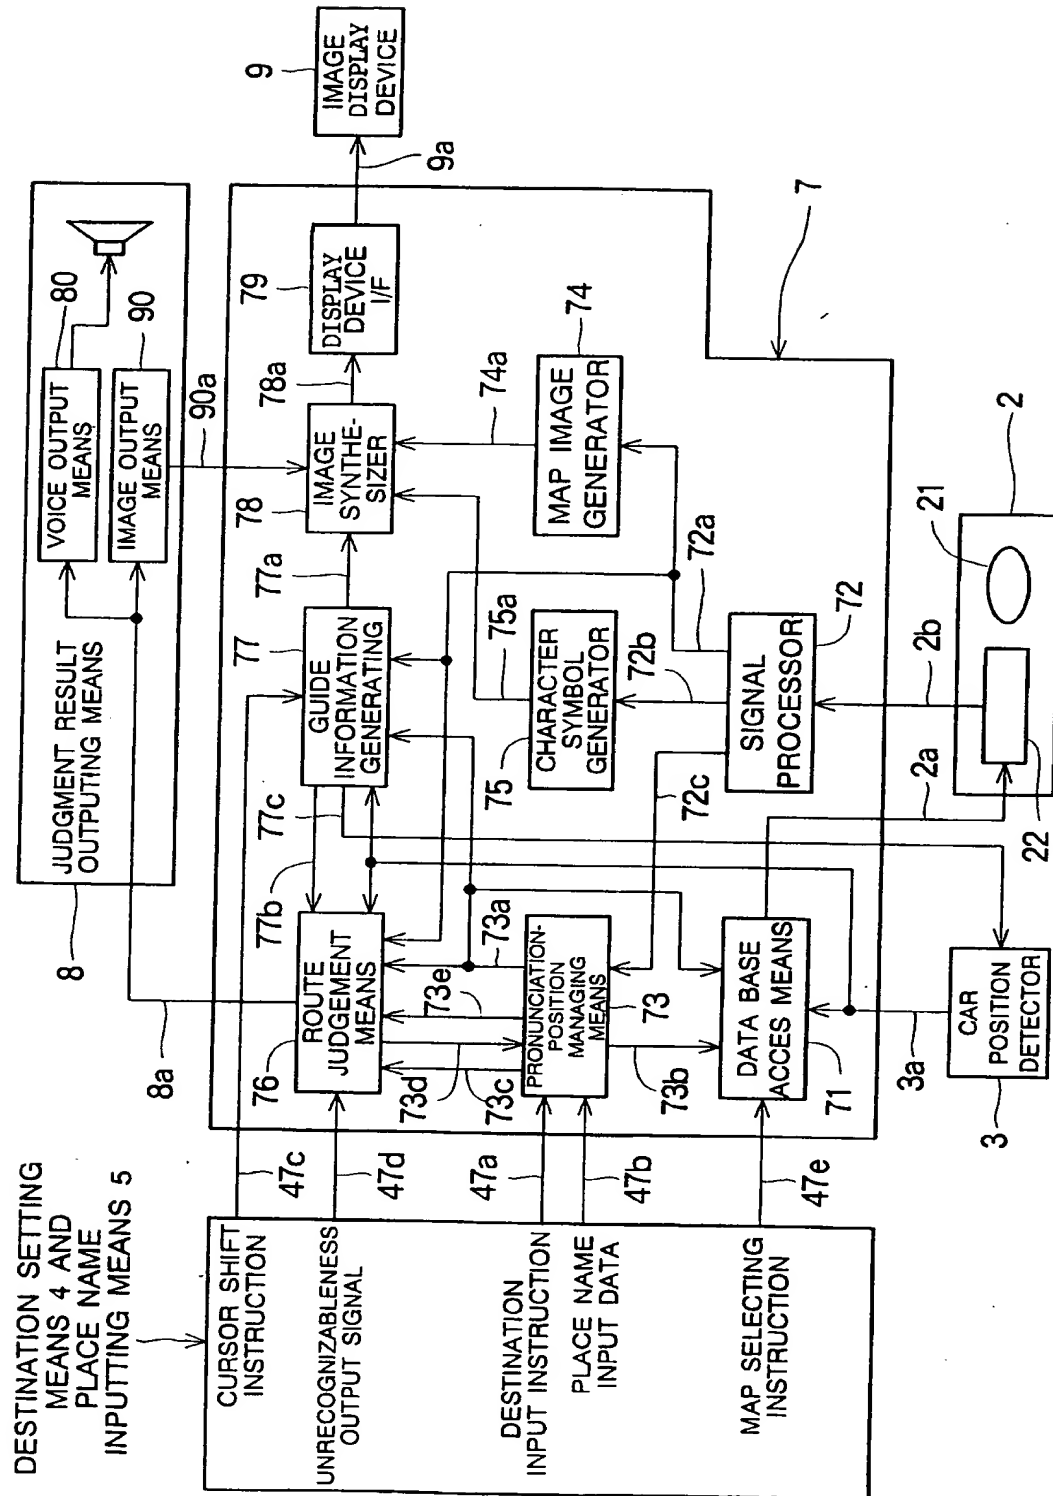 DESTINATION SETTING
MEANS 4 AND
PLACE NAME
INPUTTING MEANS 5
CURSOR SHIFT
INSTRUCTION
UNRECOGNIZABLENESS
OUTPUT SIGNAL
DESTINATION
INPUT INSTRUCTION
PLACE NAME
INPUT DATA
MAP SELECTING
INSTRUCTION
47c
47d
47a
47b
47e
8a
8
JUDGMENT RESULT
OUTPUTING MEANS
VOICE OUTPUT
MEANS
80
IMAGE OUTPUT
MEANS
90
90a
76
ROUTE
JUDGEMENT
MEANS
77b
77c
77
GUIDE
INFORMATION
GENERATING
77a
78
IMAGE
SYNTHE-
SIZER
78a
79
DISPLAY
DEVICE
I/F
9a
9
IMAGE
DISPLAY
DEVICE
73d
73c
73e
73a
PRONUNCIATION-
POSITION
MANAGING
MEANS
73
73b
72c
75
CHARACTER
SYMBOL
GENERATOR
75a
72b
72a
MAP IMAGE
GENERATOR
74
74a
DATA BASE
ACCES MEANS
71
SIGNAL
PROCESSOR
72
7
3a
CAR
POSITION
DETECTOR
3
2a
2b
22
21
2